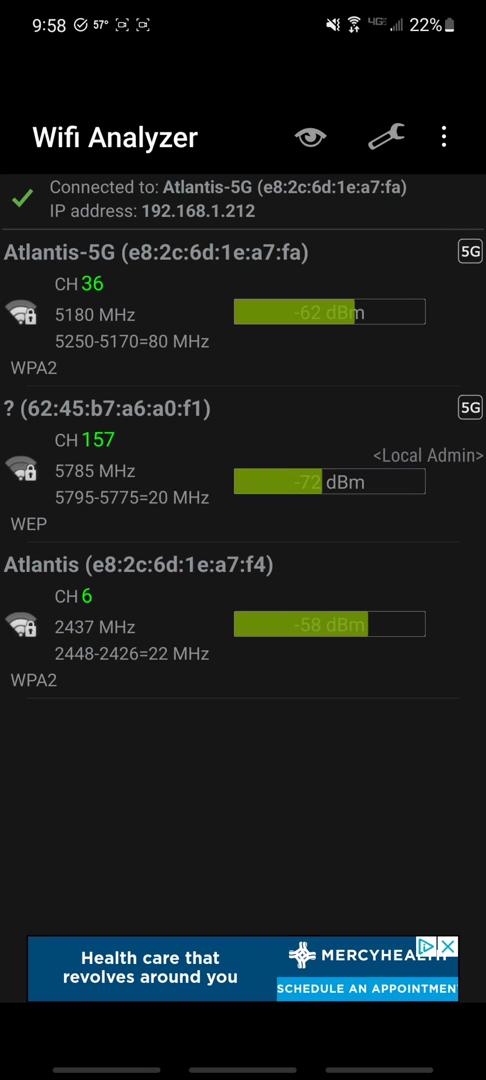 9:58 57° 4GE 22%
Wifi Analyzer
Connected to: Atlantis-5G (e8:2c:6d:1e:a7:fa)
IP address: 192.168.1.212
Atlantis-5G (e8:2c:6d:1e:a7:fa) 5G
CH 36
5180 MHz -62 dBm
5250-5170=80 MHz
WPA2
? (62:45:b7:a6:a0:f1) 5G
CH 157
<Local Admin>
5785 MHz -72 dBm
5795-5775=20 MHz
WEP
Atlantis (e8:2c:6d:1e:a7:f4)
CH 6
2437 MHz -58 dBm
2448-2426=22 MHz
WPA2
Health care that
revolves around you
MERCYHEALTH
SCHEDULE AN APPOINTMEN